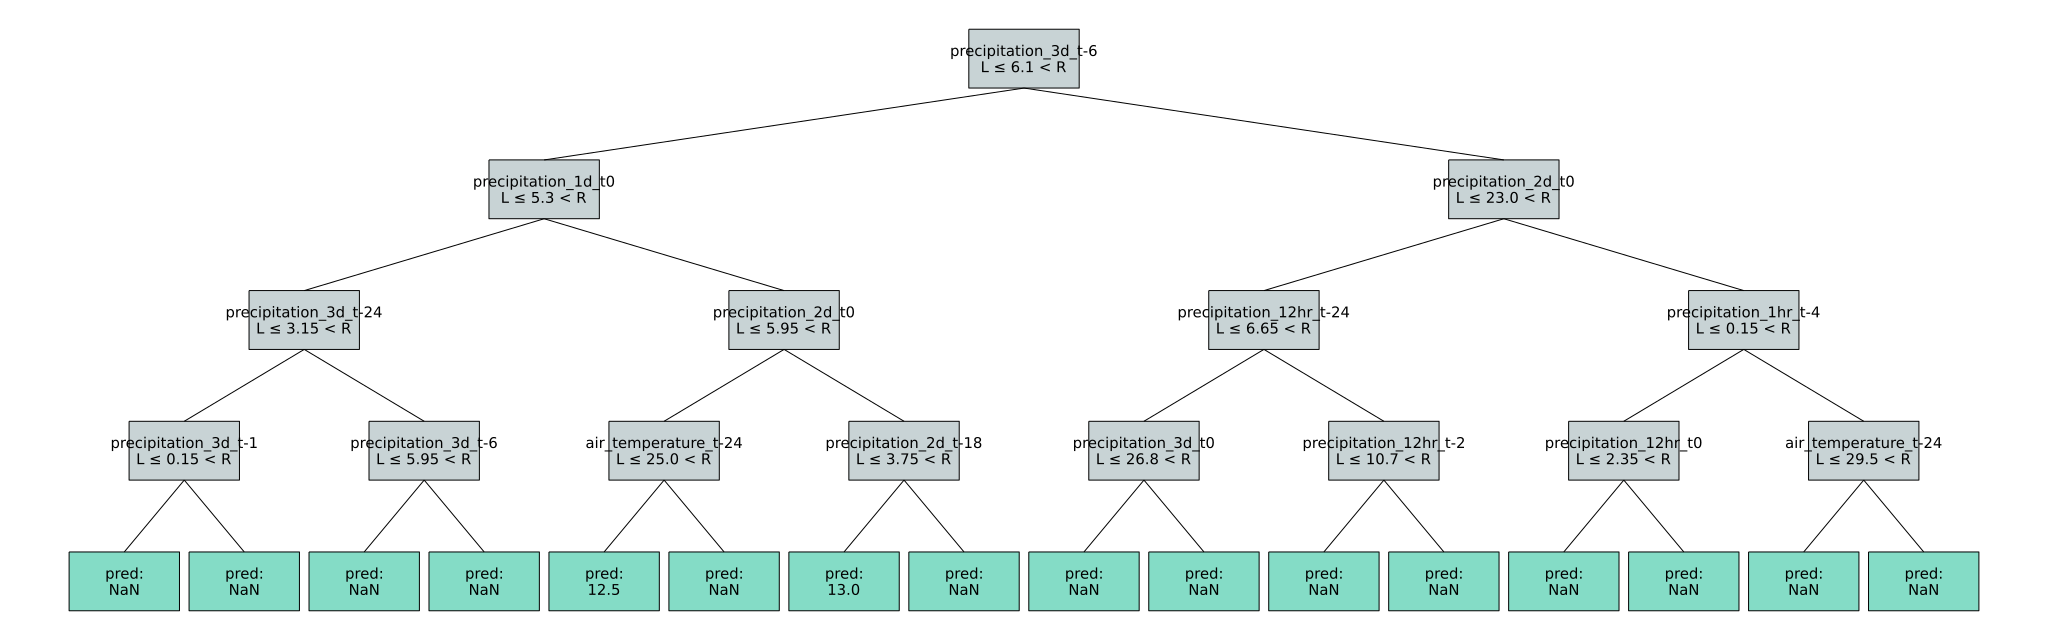 precipitation_3d_t-6
L ≤ 6.1 < R
precipitation_1d_t0
L ≤ 5.3 < R
precipitation_2d_t0
L ≤ 23.0 < R
precipitation_3d_t-24
L ≤ 3.15 < R
precipitation_2d_t0
L ≤ 5.95 < R
precipitation_12hr_t-24
L ≤ 6.65 < R
precipitation_1hr_t-4
L ≤ 0.15 < R
precipitation_3d_t-1
L ≤ 0.15 < R
precipitation_3d_t-6
L ≤ 5.95 < R
air_temperature_t-24
L ≤ 25.0 < R
precipitation_2d_t-18
L ≤ 3.75 < R
precipitation_3d_t0
L ≤ 26.8 < R
precipitation_12hr_t-2
L ≤ 10.7 < R
precipitation_12hr_t0
L ≤ 2.35 < R
air_temperature_t-24
L ≤ 29.5 < R
pred:
NaN
pred:
NaN
pred:
NaN
pred:
NaN
pred:
12.5
pred:
NaN
pred:
13.0
pred:
NaN
pred:
NaN
pred:
NaN
pred:
NaN
pred:
NaN
pred:
NaN
pred:
NaN
pred:
NaN
pred:
NaN